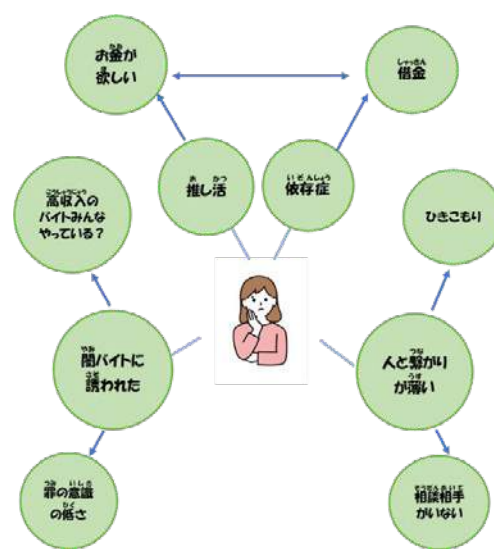 お金が
欲しい
借金
推し活
依存症
高収入の
バイトみんな
やっている？
ひきこもり
闇バイトに
誘われた
人と繋がり
が薄い
罪の意識
の低さ
相談相手
がいない